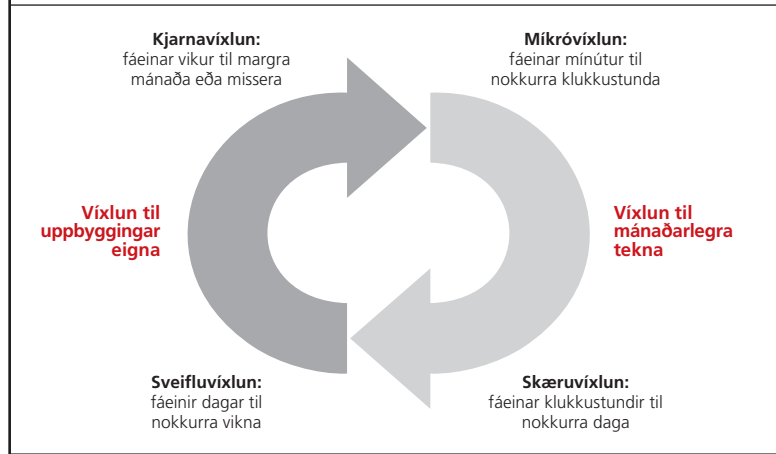 Kjarnavíxlun:
fáeinar vikur til margra
mánaða eða missera
Míkróvíxlun:
fáeinar mínútur til
nokkurra klukkustunda
Víxlun til
uppbyggingar
eigna
Víxlun til
mánaðarlegra
tekna
Sveifluvíxlun:
fáeinir dagar til
nokkurra vikna
Skæruvíxlun:
fáeinar klukkustundir til
nokkurra daga